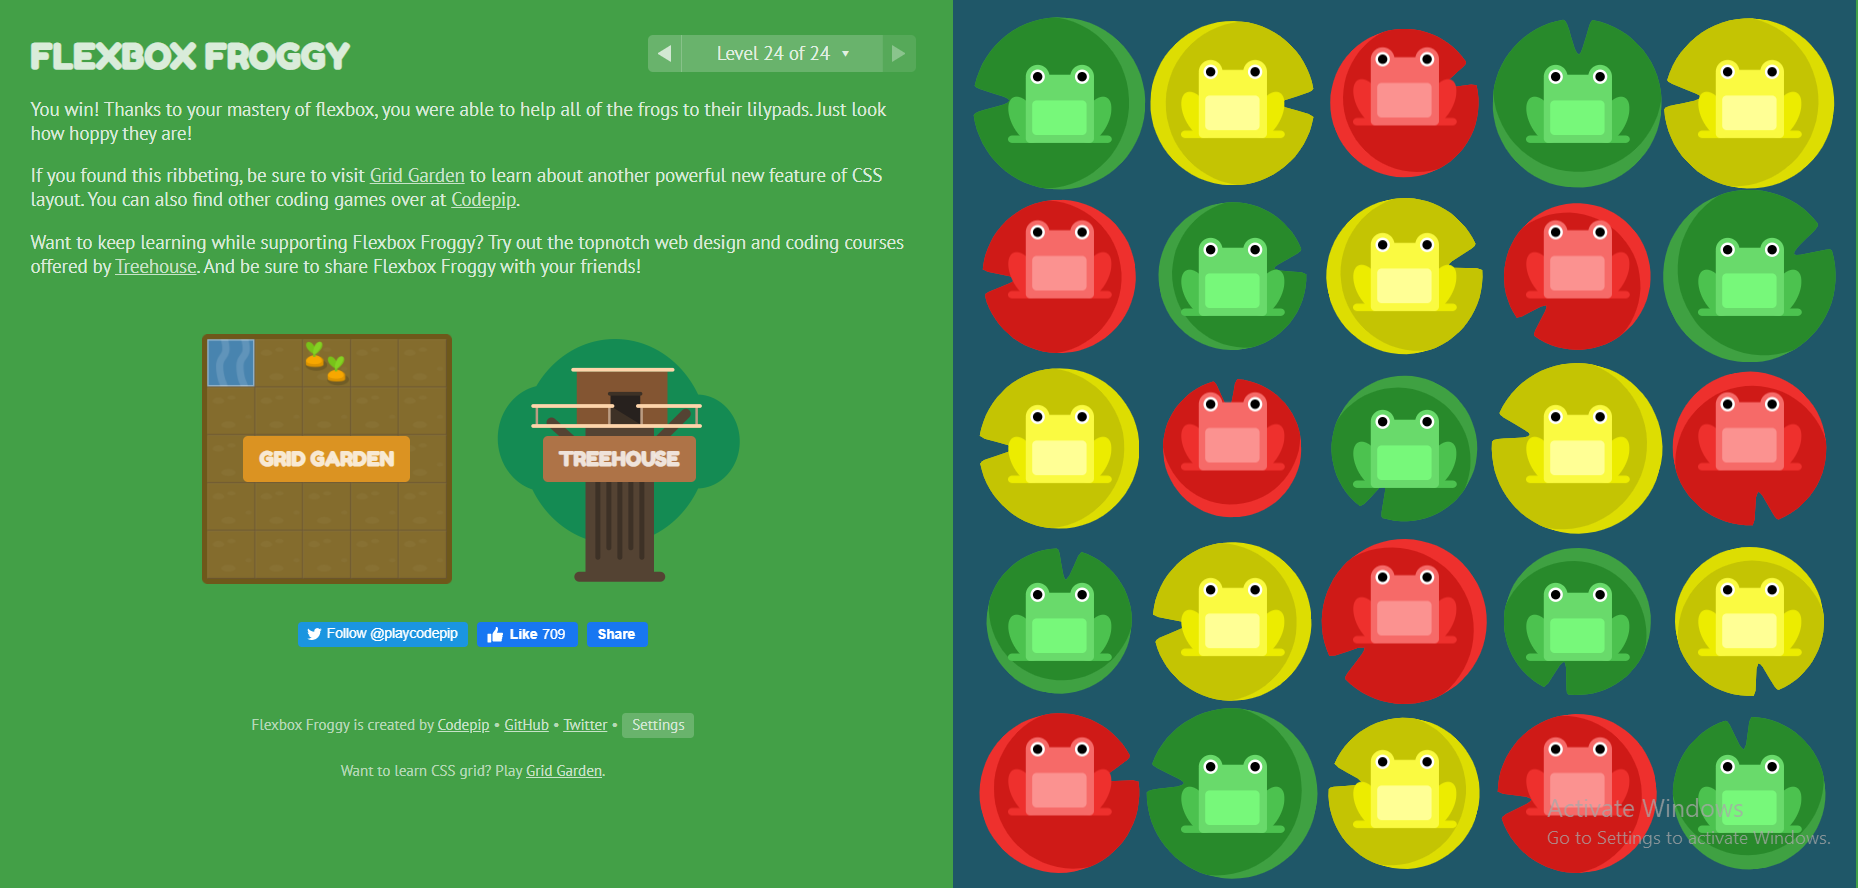 FLEXBOX FROGGY
Level 24 of 24
You win! Thanks to your mastery of flexbox, you were able to help all of the frogs to their lilypads. Just look
how hoppy they are!
If you found this ribbeting, be sure to visit Grid Garden to learn about another powerful new feature of CSS
layout. You can also find other coding games over at Codepip.
Want to keep learning while supporting Flexbox Froggy? Try out the topnotch web design and coding courses
offered by Treehouse. And be sure to share Flexbox Froggy with your friends!
GRID GARDEN
TREEHOUSE
Follow @playcodepip
Like 709
Share
Flexbox Froggy is created by Codepip • GitHub • Twitter • Settings
Want to learn CSS grid? Play Grid Garden.
Activate Windows
Go to Settings to activate Windows.